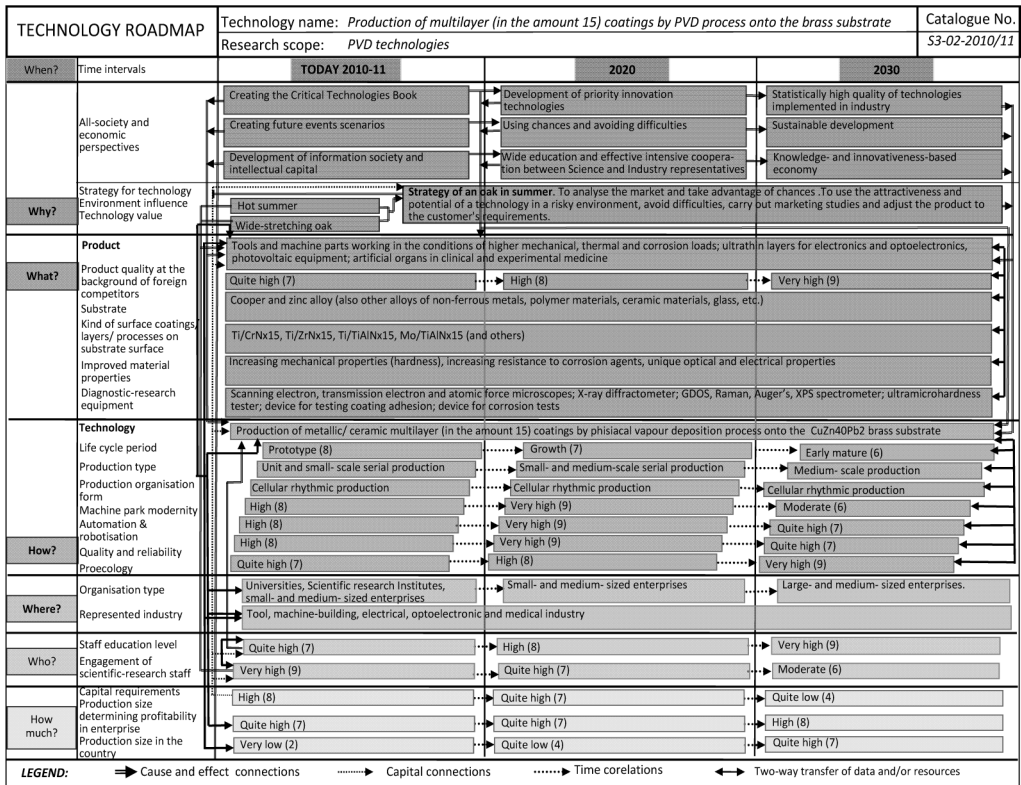 TECHNOLOGY ROADMAP
Technology name: Production of multilayer (in the amount 15) coatings by PVD process onto the brass substrate
Research scope: PVD technologies
Catalogue No.
S3-02-2010/11
When?
Time intervals
TODAY 2010-11
2020
2030
All-society and
economic
perspectives
Creating the Critical Technologies Book
Development of priority innovation
technologies
Statistically high quality of technologies
implemented in industry
Creating future events scenarios
Using chances and avoiding difficulties
Sustainable development
Development of information society and
intellectual capital
Wide education and effective intensive coopera-
tion between Science and Industry representatives
Knowledge- and innovativeness-based
economy
Why?
Strategy for technology
Environment influence
Technology value
Hot summer
Wide-stretching oak
Strategy of an oak in summer. To analyse the market and take advantage of chances .To use the attractiveness and
potential of a technology in a risky environment, avoid difficulties, carry out marketing studies and adjust the product to
the customer's requirements.
What?
Product
Tools and machine parts working in the conditions of higher mechanical, thermal and corrosion loads; ultrathin layers for electronics and optoelectronics,
photovoltaic equipment; artificial organs in clinical and experimental medicine
Product quality at the
background of foreign
competitors
Quite high (7)
High (8)
Very high (9)
Substrate
Cooper and zinc alloy (also other alloys of non-ferrous metals, polymer materials, ceramic materials, glass, etc.)
Kind of surface coatings/
layers/ processes on
substrate surface
Ti/CrNx15, Ti/ZrNx15, Ti/TiAlNx15, Mo/TiAlNx15 (and others)
Improved material
properties
Increasing mechanical properties (hardness), increasing resistance to corrosion agents, unique optical and electrical properties
Diagnostic-research
equipment
Scanning electron, transmission electron and atomic force microscopes; X-ray diffractometer; GDOS, Raman, Auger's, XPS spectrometer; ultramicrohardness
tester; device for testing coating adhesion; device for corrosion tests
How?
Technology
Production of metallic/ ceramic multilayer (in the amount 15) coatings by phisiacal vapour deposition process onto the CuZn40Pb2 brass substrate
Life cycle period
Prototype (8)
Growth (7)
Early mature (6)
Production type
Unit and small- scale serial production
Small- and medium-scale serial production
Medium- scale production
Production organisation
form
Cellular rhythmic production
Cellular rhythmic production
Cellular rhythmic production
Machine park modernity
High (8)
Very high (9)
Moderate (6)
Automation &
robotisation
High (8)
Very high (9)
Quite high (7)
Quality and reliability
High (8)
Very high (9)
Quite high (7)
Proecology
Quite high (7)
High (8)
Very high (9)
Where?
Organisation type
Universities, Scientific research Institutes,
small- and medium- sized enterprises
Small- and medium- sized enterprises
Large- and medium- sized enterprises.
Represented industry
Tool, machine-building, electrical, optoelectronic and medical industry
Who?
Staff education level
Quite high (7)
High (8)
Very high (9)
Engagement of
scientific-research staff
Very high (9)
Quite high (7)
Moderate (6)
How
much?
Capital requirements
High (8)
Quite high (7)
Quite low (4)
Production size
determining profitability
in enterprise
Quite high (7)
Quite high (7)
High (8)
Production size in the
country
Very low (2)
Quite low (4)
Quite high (7)
LEGEND:
Cause and effect connections
Capital connections
Time corelations
Two-way transfer of data and/or resources